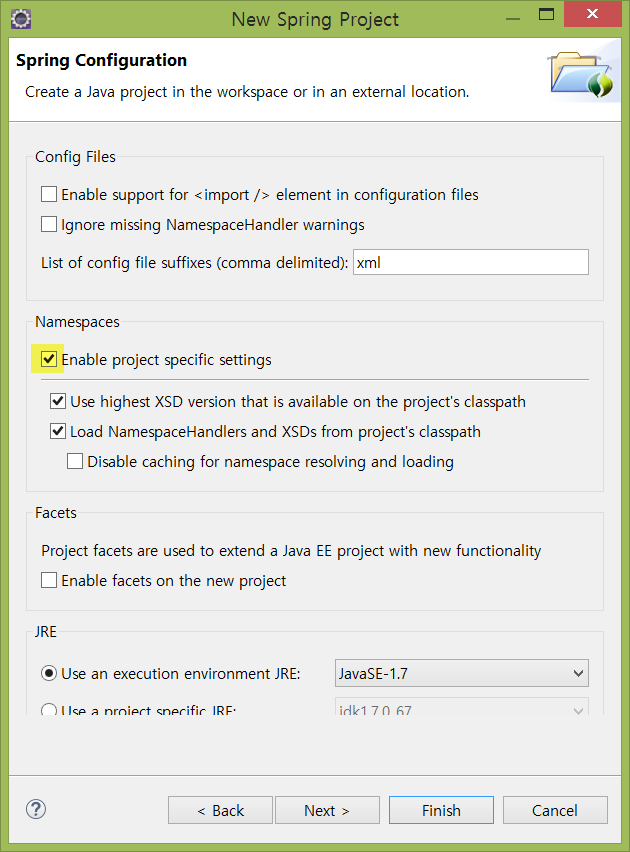 New Spring Project
Spring Configuration
Create a Java project in the workspace or in an external location.
Config Files
Enable support for <import /> element in configuration files
Ignore missing NamespaceHandler warnings
List of config file suffixes (comma delimited): xml
Namespaces
Enable project specific settings
Use highest XSD version that is available on the project's classpath
Load NamespaceHandlers and XSDs from project's classpath
Disable caching for namespace resolving and loading
Facets
Project facets are used to extend a Java EE project with new functionality
Enable facets on the new project
JRE
Use an execution environment JRE: JavaSE-1.7
Use a project specific JRE: jdk1.7.0_67
? < Back Next > Finish Cancel